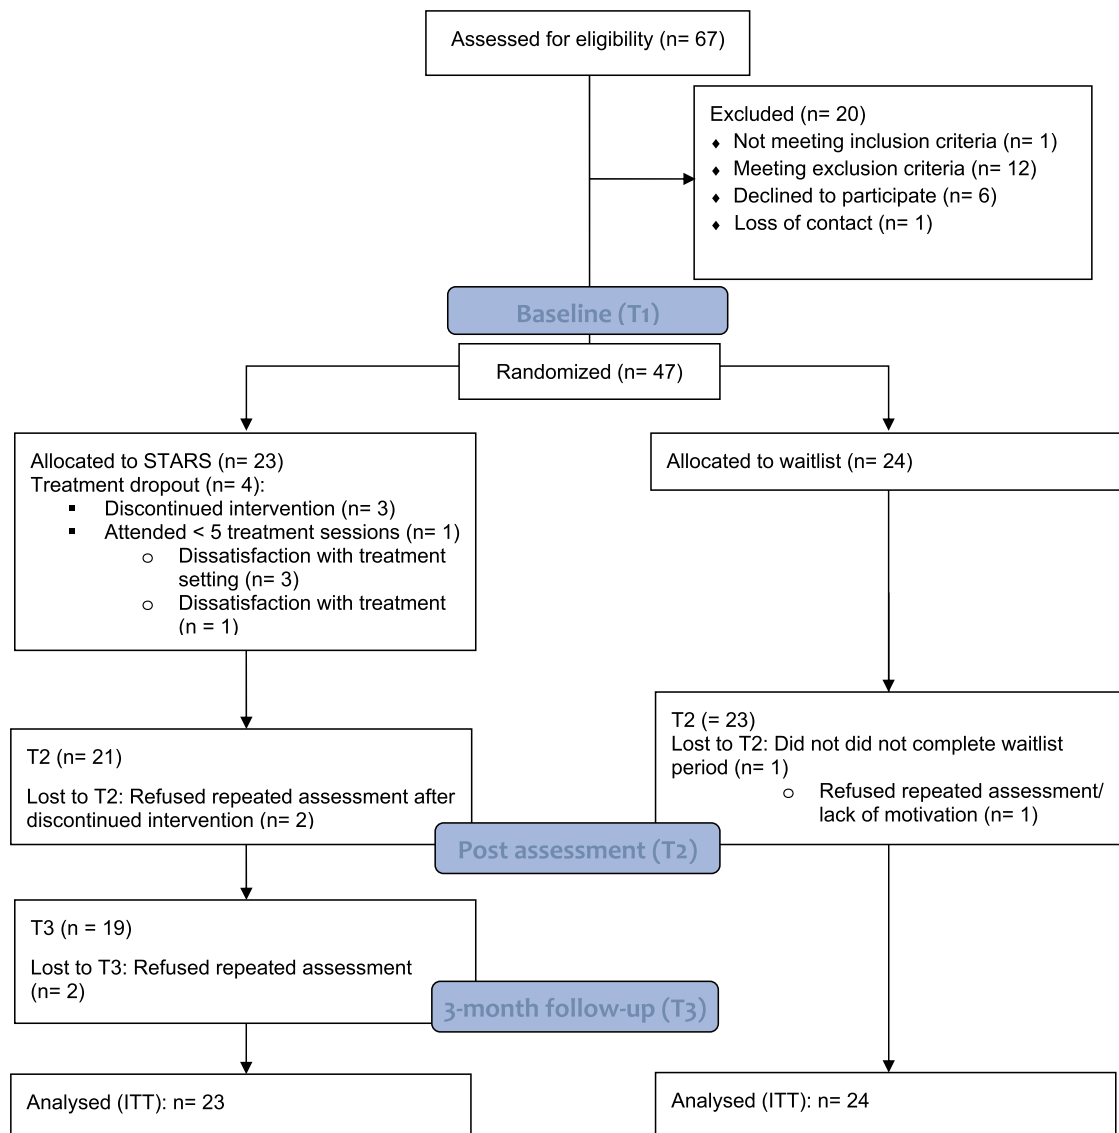 Assessed for eligibility (n= 67)
Excluded (n= 20)
♦ Not meeting inclusion criteria (n= 1)
♦ Meeting exclusion criteria (n= 12)
♦ Declined to participate (n= 6)
♦ Loss of contact (n= 1)
Baseline (T1)
Randomized (n= 47)
Allocated to STARS (n= 23)
Treatment dropout (n= 4):
▪ Discontinued intervention (n= 3)
▪ Attended < 5 treatment sessions (n= 1)
o Dissatisfaction with treatment
setting (n= 3)
o Dissatisfaction with treatment
(n = 1)
Allocated to waitlist (n= 24)
T2 (n= 21)
Lost to T2: Refused repeated assessment after
discontinued intervention (n= 2)
T2 (= 23)
Lost to T2: Did not did not complete waitlist
period (n= 1)
o Refused repeated assessment/
lack of motivation (n= 1)
Post assessment (T2)
T3 (n = 19)
Lost to T3: Refused repeated assessment
(n= 2)
3-month follow-up (T3)
Analysed (ITT): n= 23
Analysed (ITT): n= 24